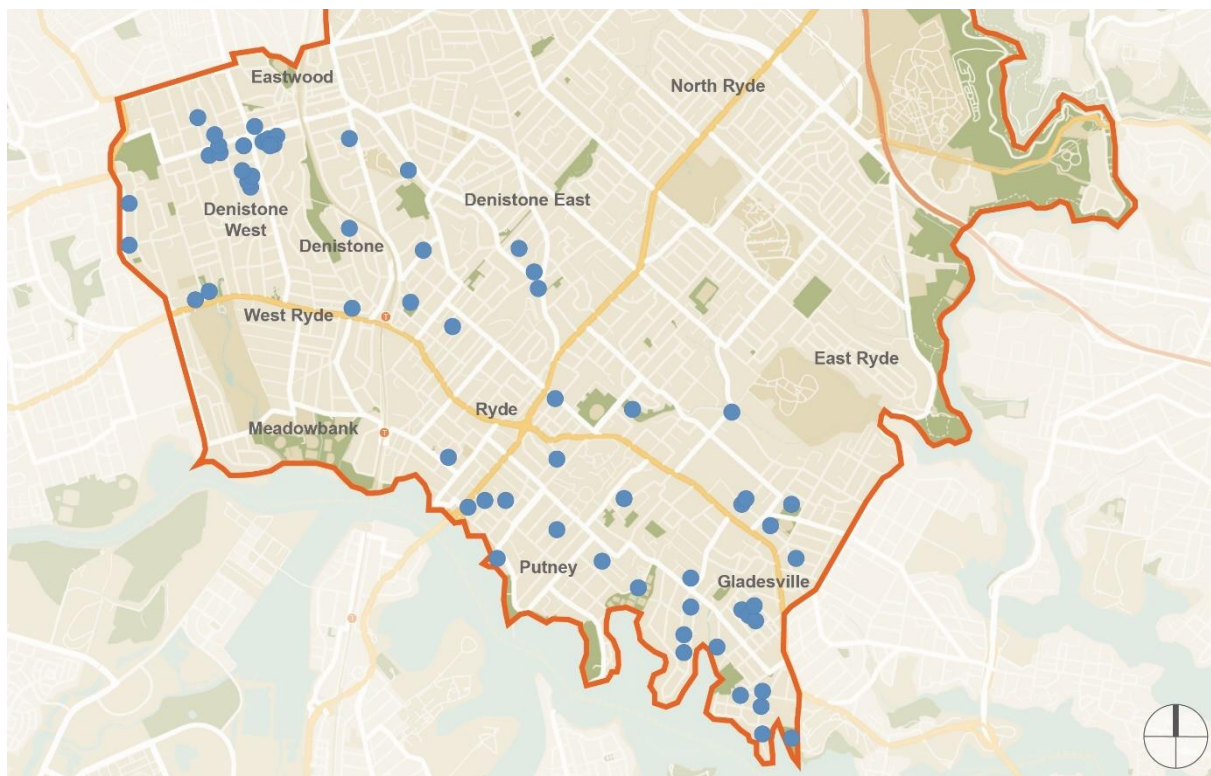 Eastwood
North Ryde
Denistone East
Denistone
West
Denistone
West Ryde
East Ryde
Ryde
Meadowbank
Putney
Gladesville
T
T
T